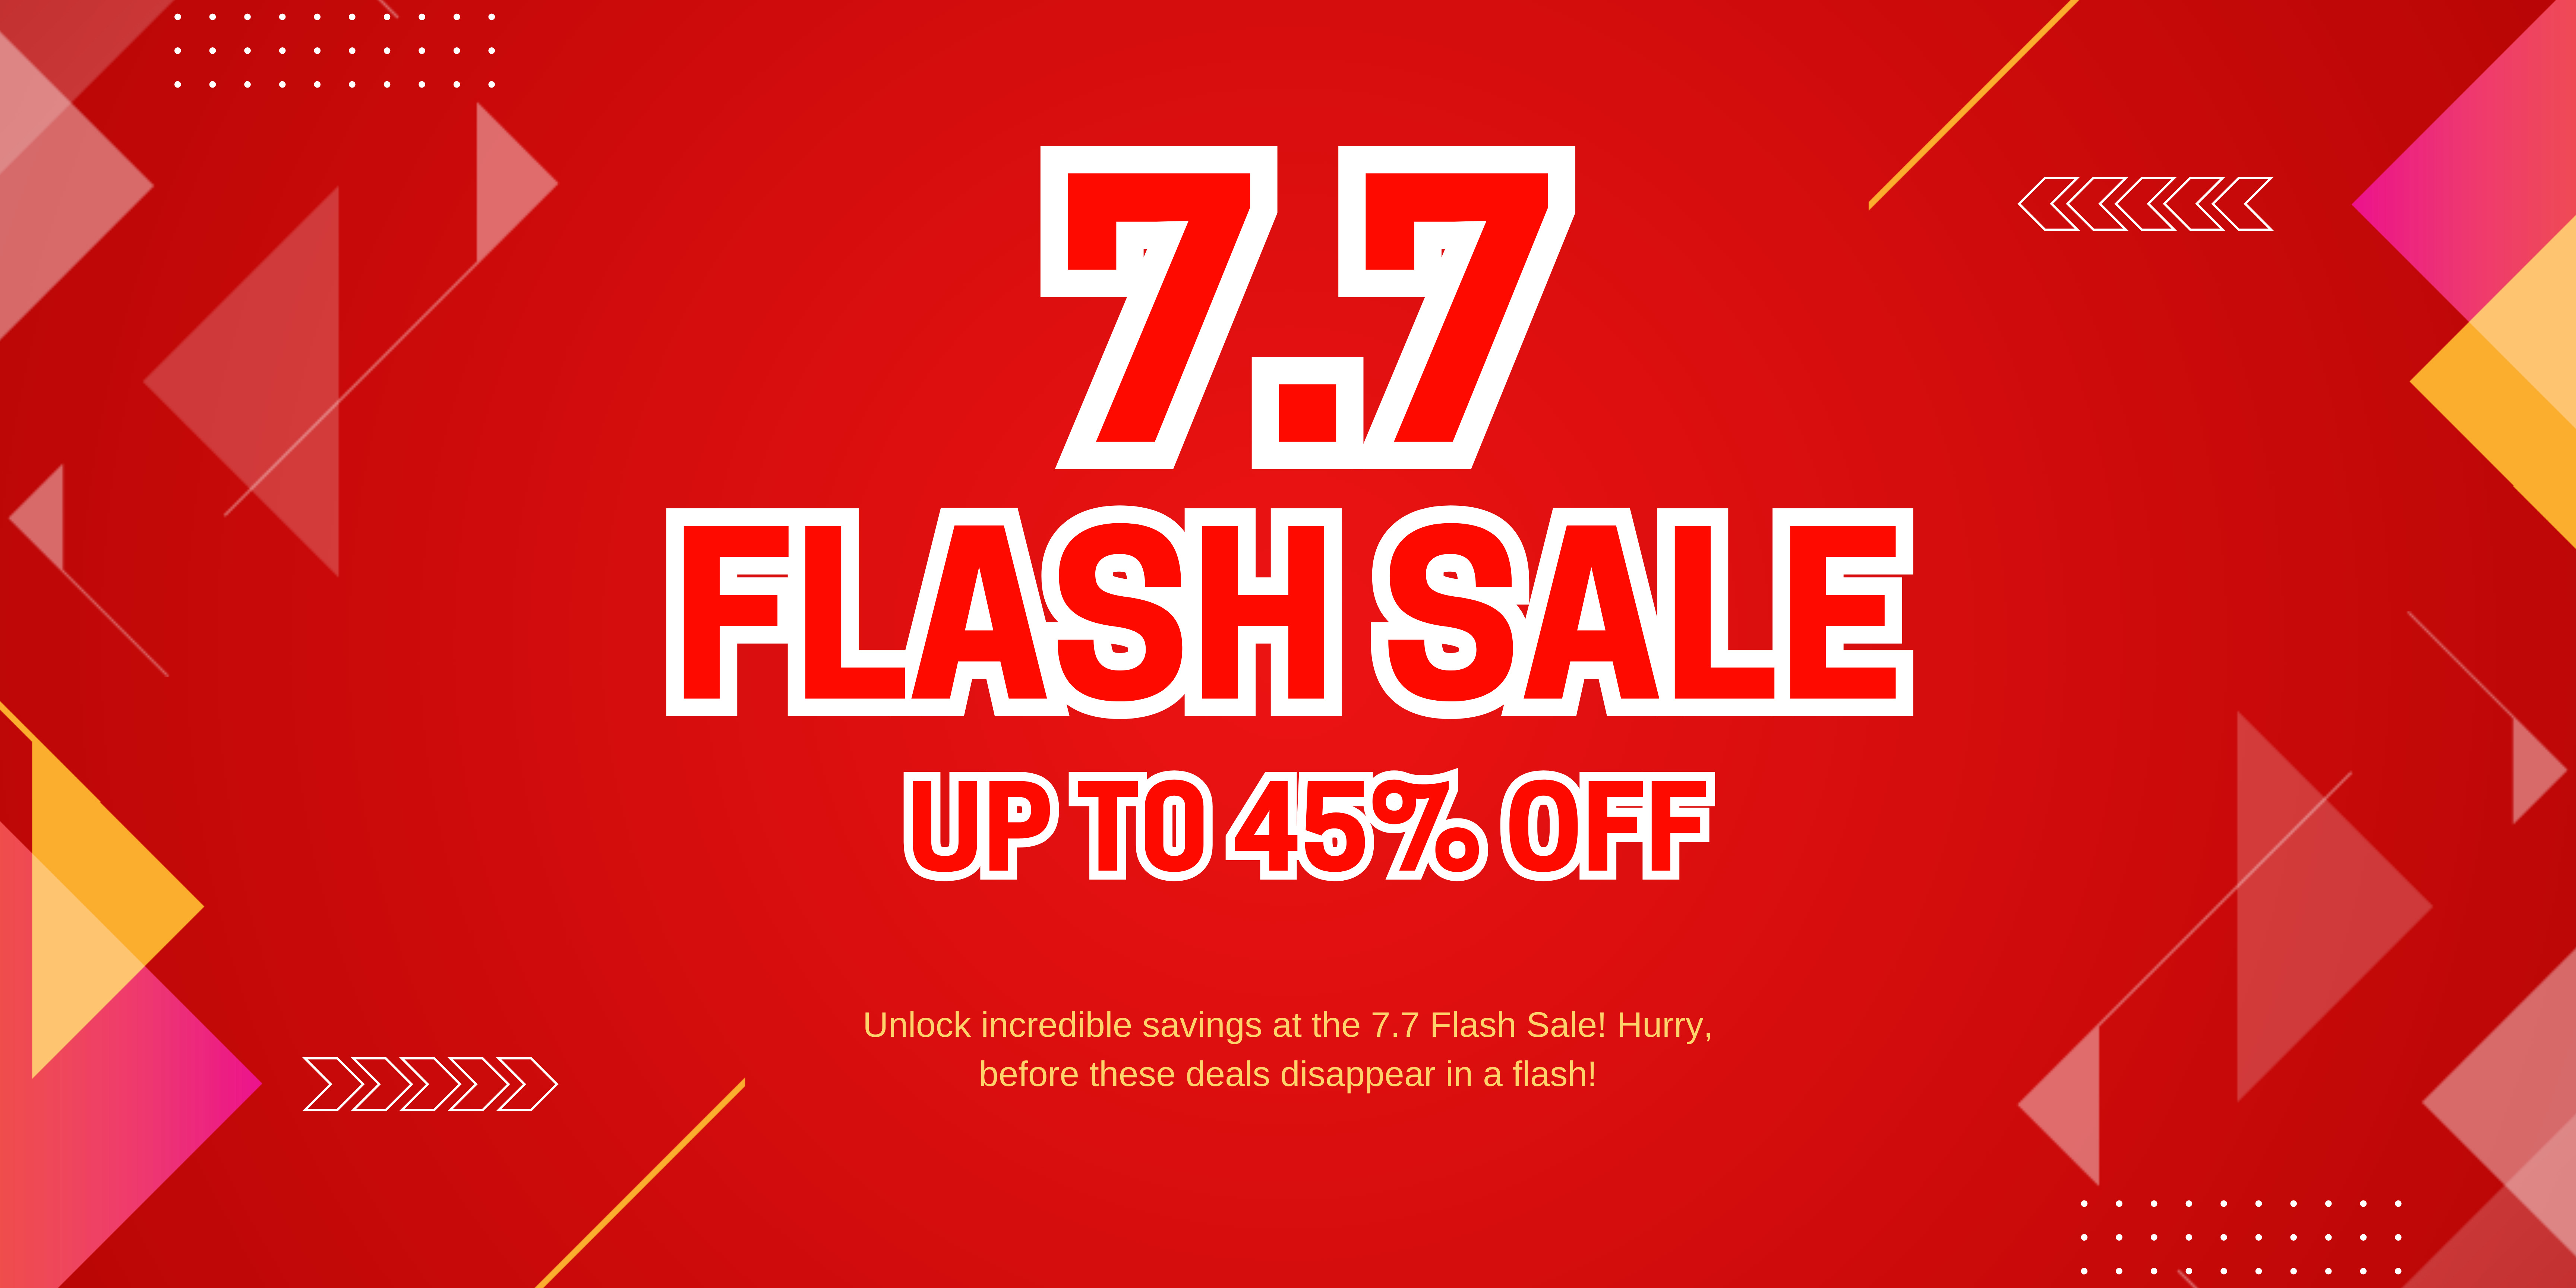 7.7
FLASH SALE
UP TO 45% OFF
Unlock incredible savings at the 7.7 Flash Sale! Hurry,
before these deals disappear in a flash!